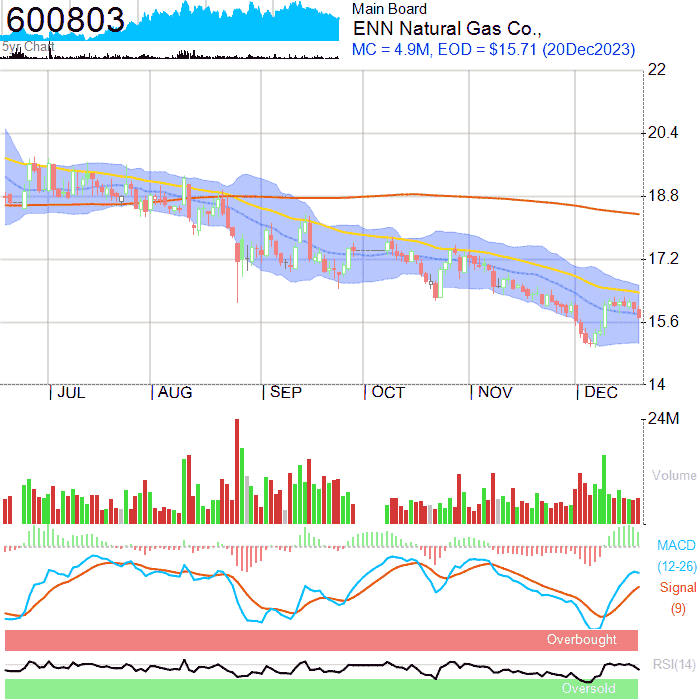 600803
5yr Chart
Main Board
ENN Natural Gas Co.,
MC = 4.9M, EOD = $15.71 (20Dec2023)
22
20.4
18.8
17.2
15.6
14
JUL AUG SEP OCT NOV DEC
24M
Volume
MACD
(12-26)
Signal
(9)
Overbought
RSI(14)
Oversold